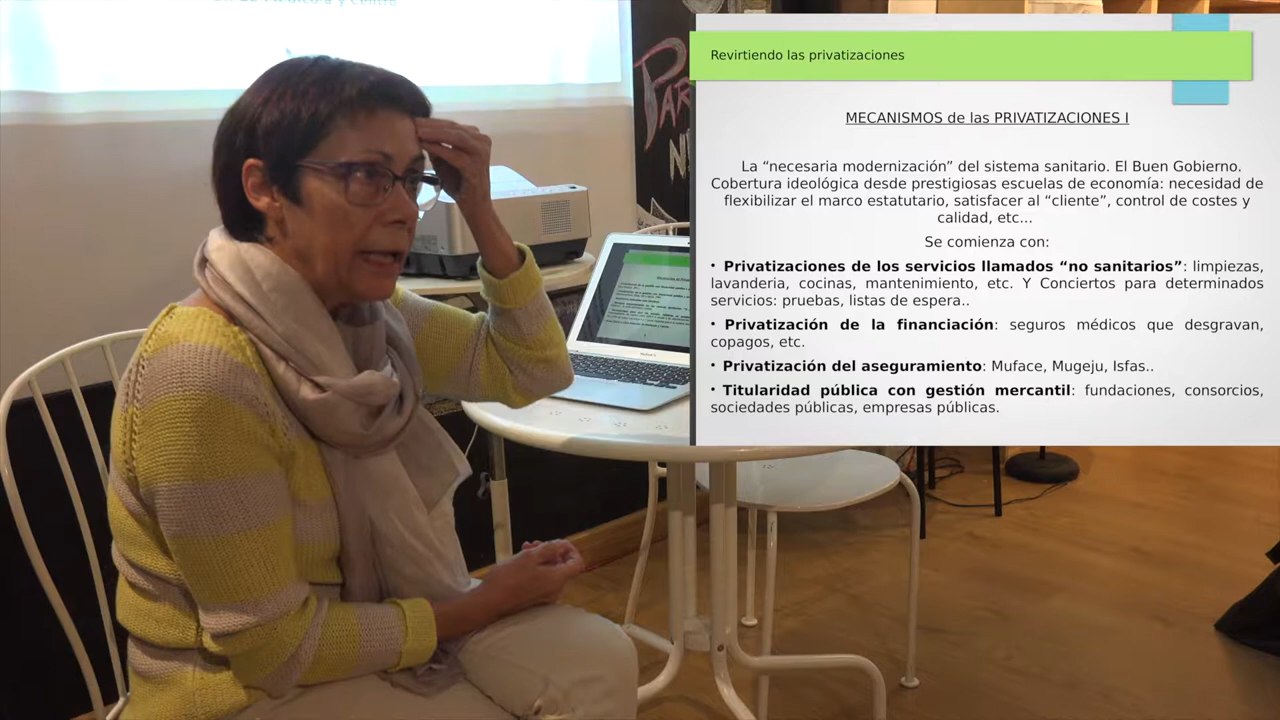 Revirtiendo las privatizaciones
MECANISMOS de las PRIVATIZACIONES I
La “necesaria modernización” del sistema sanitario. El Buen Gobierno.
Cobertura ideológica desde prestigiosas escuelas de economía: necesidad de
flexibilizar el marco estatutario, satisfacer al “cliente”, control de costes y
calidad, etc...
Se comienza con:
• Privatizaciones de los servicios llamados “no sanitarios”: limpiezas,
lavanderia, cocinas, mantenimiento, etc. Y Conciertos para determinados
servicios: pruebas, listas de espera..
• Privatización de la financiación: seguros médicos que desgravan,
copagos, etc.
• Privatización del aseguramiento: Muface, Mugeju, Isfas..
• Titularidad pública con gestión mercantil: fundaciones, consorcios,
sociedades públicas, empresas públicas.